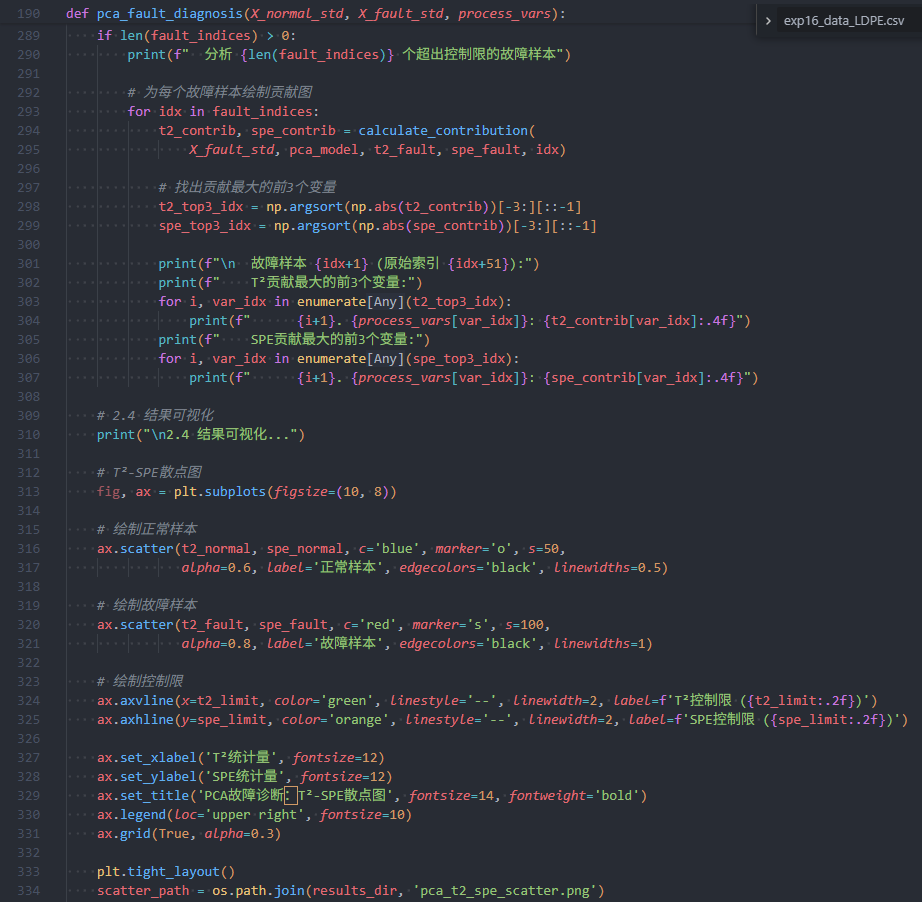 190 def pca_fault_diagnosis(X_normal_std, X_fault_std, process_vars):
exp16_data_LDPE.csv
289 if len(fault_indices) > 0:
290 print(f"  分析 {len(fault_indices)} 个超出控制限的故障样本")
291
292 # 为每个故障样本绘制贡献图
293 for idx in fault_indices:
294 t2_contrib, spe_contrib = calculate_contribution(
295 X_fault_std, pca_model, t2_fault, spe_fault, idx)
296
297 # 找出贡献最大的前3个变量
298 t2_top3_idx = np.argsort(np.abs(t2_contrib))[-3:][::-1]
299 spe_top3_idx = np.argsort(np.abs(spe_contrib))[-3:][::-1]
300
301 print(f"\n  故障样本 {idx+1} (原始索引 {idx+51}):")
302 print(f"    T²贡献最大的前3个变量:")
303 for i, var_idx in enumerate[Any](t2_top3_idx):
304 print(f"      {i+1}. {process_vars[var_idx]}: {t2_contrib[var_idx]:.4f}")
305 print(f"    SPE贡献最大的前3个变量:")
306 for i, var_idx in enumerate[Any](spe_top3_idx):
307 print(f"      {i+1}. {process_vars[var_idx]}: {spe_contrib[var_idx]:.4f}")
308
309 # 2.4 结果可视化
310 print("\n2.4 结果可视化...")
311
312 # T²-SPE散点图
313 fig, ax = plt.subplots(figsize=(10, 8))
314
315 # 绘制正常样本
316 ax.scatter(t2_normal, spe_normal, c='blue', marker='o', s=50,
317 alpha=0.6, label='正常样本', edgecolors='black', linewidths=0.5)
318
319 # 绘制故障样本
320 ax.scatter(t2_fault, spe_fault, c='red', marker='s', s=100,
321 alpha=0.8, label='故障样本', edgecolors='black', linewidths=1)
322
323 # 绘制控制限
324 ax.axvline(x=t2_limit, color='green', linestyle='--', linewidth=2, label=f'T²控制限 ({t2_limit:.2f})')
325 ax.axhline(y=spe_limit, color='orange', linestyle='--', linewidth=2, label=f'SPE控制限 ({spe_limit:.2f})')
326
327 ax.set_xlabel('T²统计量', fontsize=12)
328 ax.set_ylabel('SPE统计量', fontsize=12)
329 ax.set_title('PCA故障诊断：T²-SPE散点图', fontsize=14, fontweight='bold')
330 ax.legend(loc='upper right', fontsize=10)
331 ax.grid(True, alpha=0.3)
332
333 plt.tight_layout()
334 scatter_path = os.path.join(results_dir, 'pca_t2_spe_scatter.png')